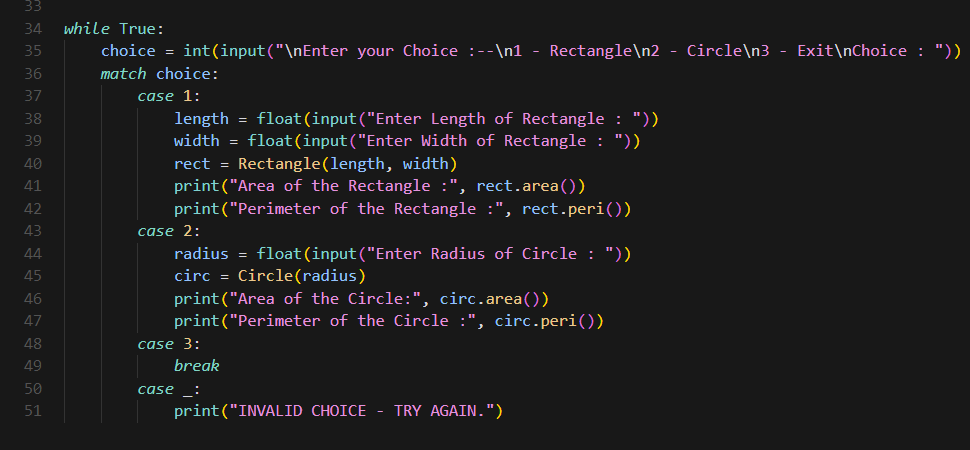 33
34 while True:
35     choice = int(input("\nEnter your Choice :--\n1 - Rectangle\n2 - Circle\n3 - Exit\nChoice : "))
36     match choice:
37         case 1:
38             length = float(input("Enter Length of Rectangle : "))
39             width = float(input("Enter Width of Rectangle : "))
40             rect = Rectangle(length, width)
41             print("Area of the Rectangle :", rect.area())
42             print("Perimeter of the Rectangle :", rect.peri())
43         case 2:
44             radius = float(input("Enter Radius of Circle : "))
45             circ = Circle(radius)
46             print("Area of the Circle:", circ.area())
47             print("Perimeter of the Circle :", circ.peri())
48         case 3:
49             break
50         case _:
51             print("INVALID CHOICE - TRY AGAIN.")